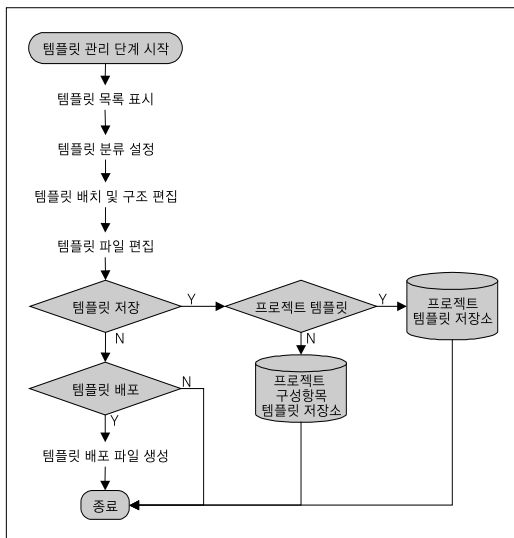 템플릿 관리 단계 시작
템플릿 목록 표시
템플릿 분류 설정
템플릿 배치 및 구조 편집
템플릿 파일 편집
템플릿 저장
Y
프로젝트 템플릿
Y
프로젝트
템플릿 저장소
N
N
프로젝트
구성항목
템플릿 저장소
템플릿 배포
N
Y
템플릿 배포 파일 생성
종료